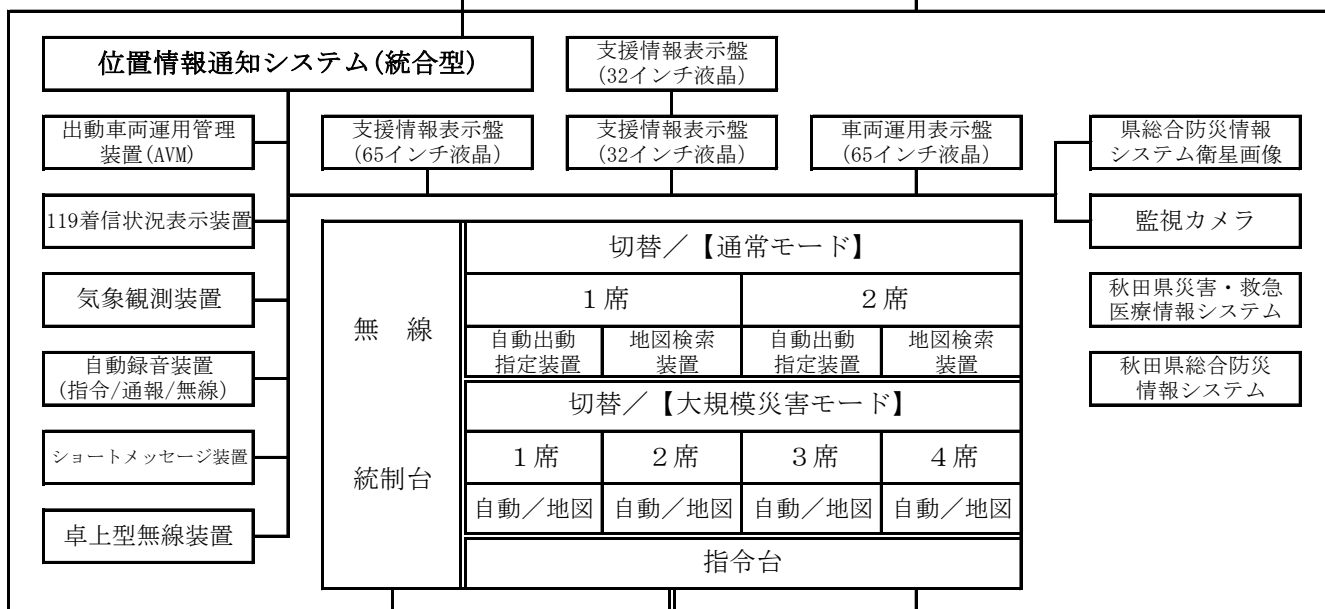 位置情報通知システム(統合型)
支援情報表示盤
(32インチ液晶)
出動車両運用管理
装置(AVM)
支援情報表示盤
(65インチ液晶)
支援情報表示盤
(32インチ液晶)
車両運用表示盤
(65インチ液晶)
県総合防災情報
システム衛星画像
119着信状況表示装置
監視カメラ
気象観測装置
秋田県災害・救急
医療情報システム
自動録音装置
(指令/通報/無線)
秋田県総合防災
情報システム
ショートメッセージ装置
卓上型無線装置
無 線
統制台
切替/【通常モード】
1席
2席
自動出動
指定装置
地図検索
装置
自動出動
指定装置
地図検索
装置
切替/【大規模災害モード】
1席
2席
3席
4席
自動/地図
自動/地図
自動/地図
自動/地図
指令台